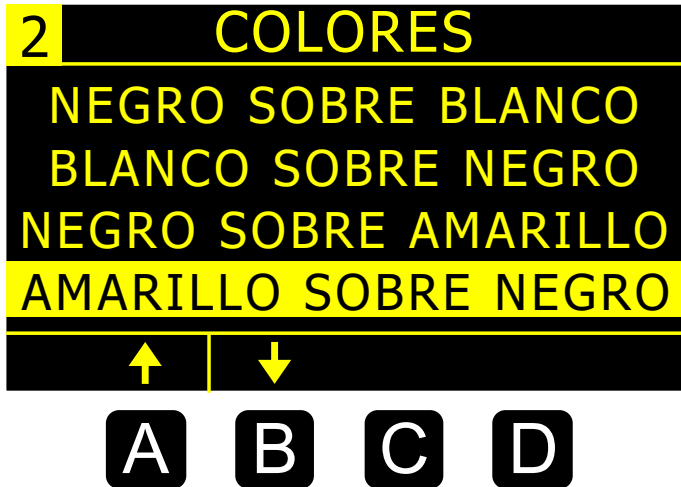 2 COLORES
NEGRO SOBRE BLANCO
BLANCO SOBRE NEGRO
NEGRO SOBRE AMARILLO
AMARILLO SOBRE NEGRO
A B C D